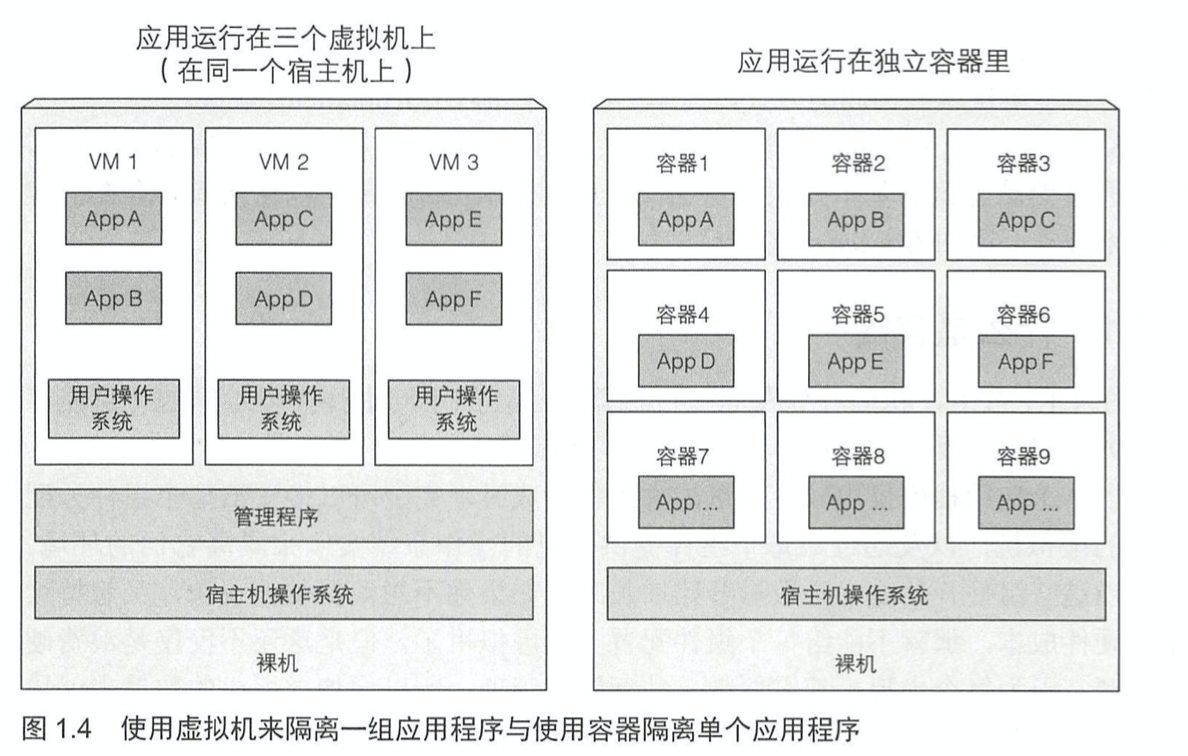 应用运行在三个虚拟机上
（在同一个宿主机上）
VM 1
App A
App B
用户操作
系统
VM 2
App C
App D
用户操作
系统
VM 3
App E
App F
用户操作
系统
管理程序
宿主机操作系统
裸机
应用运行在独立容器里
容器1
App A
容器2
App B
容器3
App C
容器4
App D
容器5
App E
容器6
App F
容器7
App ...
容器8
App ...
容器9
App ...
宿主机操作系统
裸机
图 1.4 使用虚拟机来隔离一组应用程序与使用容器隔离单个应用程序